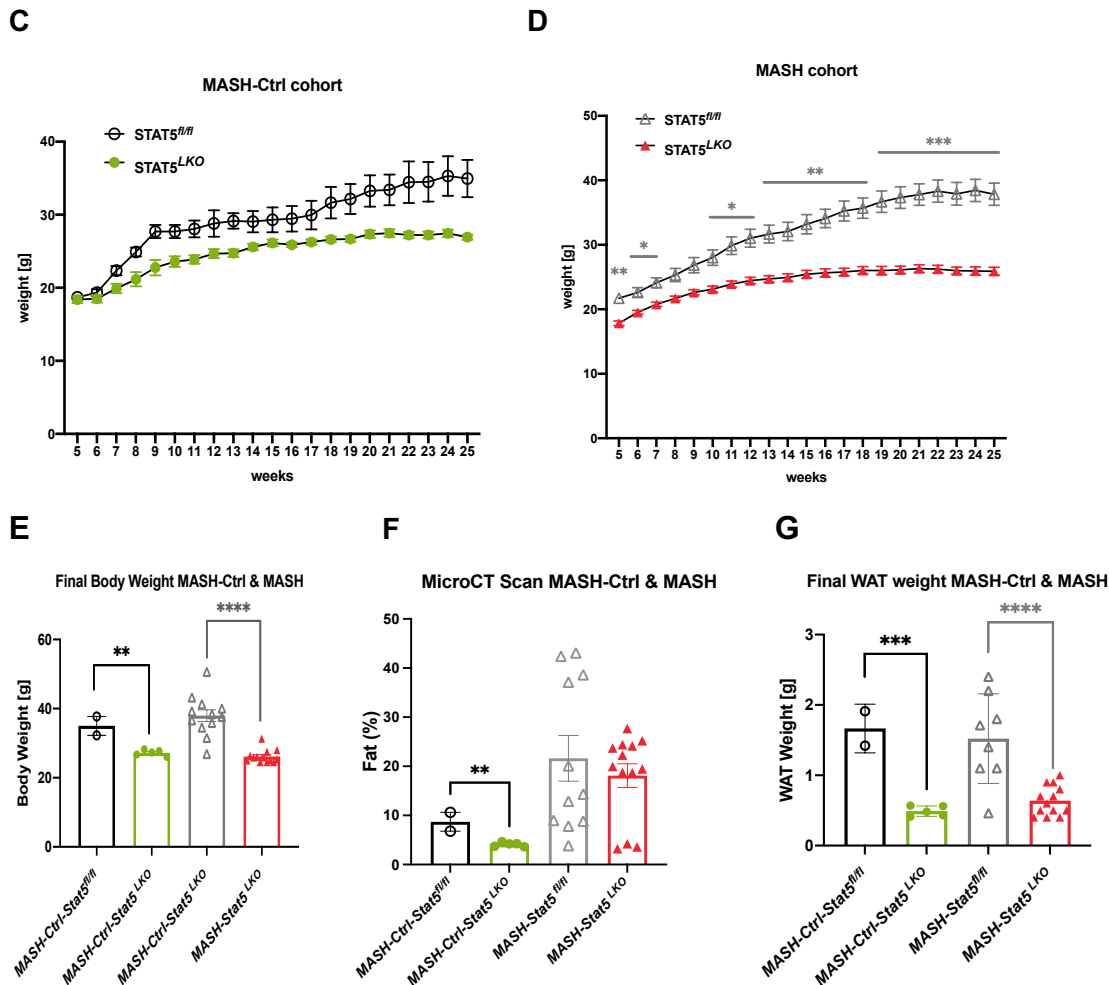 C
D
MASH-Ctrl cohort
MASH cohort
STAT5fl/fl
STAT5LKO
40
30
20
10
0
weight [g]
5 6 7 8 9 10 11 12 13 14 15 16 17 18 19 20 21 22 23 24 25
weeks
STAT5fl/fl
STAT5LKO
50
40
30
20
10
0
weight [g]
** * * ** ***
5 6 7 8 9 10 11 12 13 14 15 16 17 18 19 20 21 22 23 24 25
weeks
E
F
G
Final Body Weight MASH-Ctrl & MASH
60
40
20
0
Body Weight [g]
** ****
MASH-Ctrl-Stat5fl/fl
MASH-Ctrl-Stat5 LKO
MASH-Ctrl-Stat5 LKO
MASH-Stat5 LKO
MicroCT Scan MASH-Ctrl & MASH
50
40
30
20
10
0
Fat (%)
**
MASH-Ctrl-Stat5fl/fl
MASH-Ctrl-Stat5 LKO
MASH-Stat5 fl/fl
MASH-Stat5 LKO
Final WAT weight MASH-Ctrl & MASH
3
2
1
0
WAT Weight [g]
*** ****
MASH-Ctrl-Stat5fl/fl
MASH-Ctrl-Stat5 LKO
MASH-Stat5fl/fl
MASH-Stat5 LKO